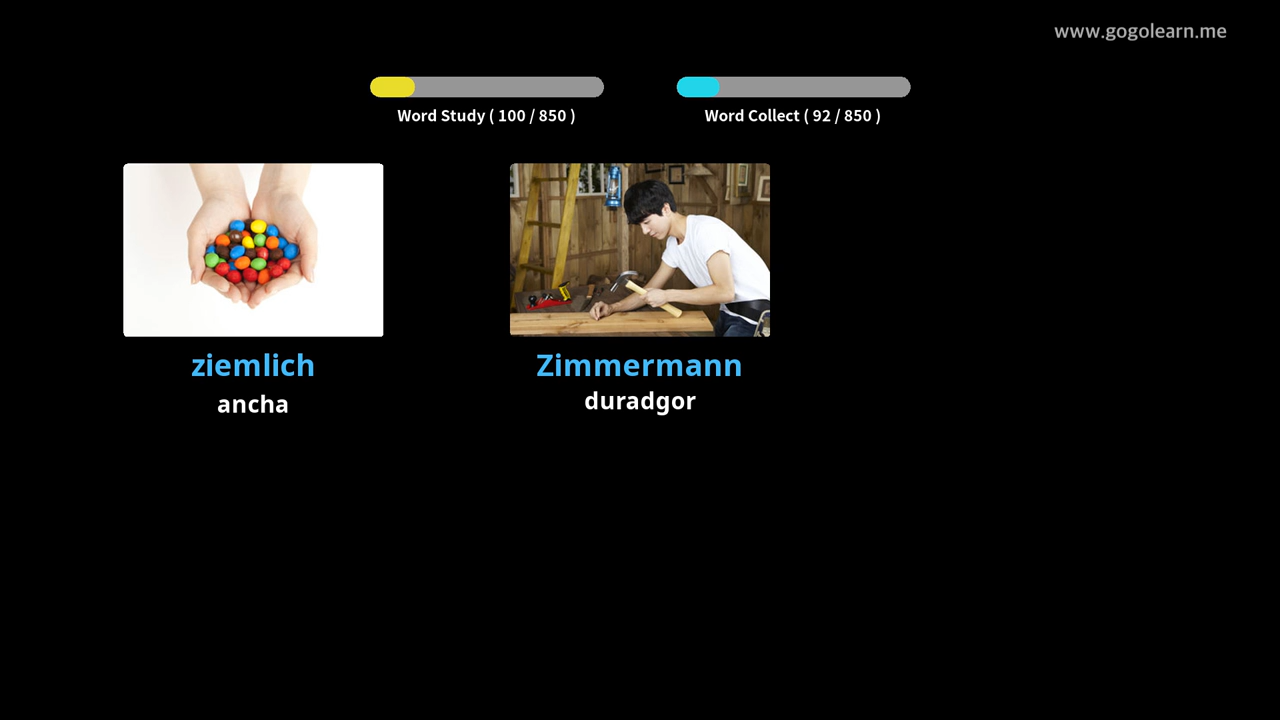 www.gogolearn.me
Word Study ( 100 / 850 )
Word Collect ( 92 / 850 )
ziemlich
ancha
Zimmermann
duradgor